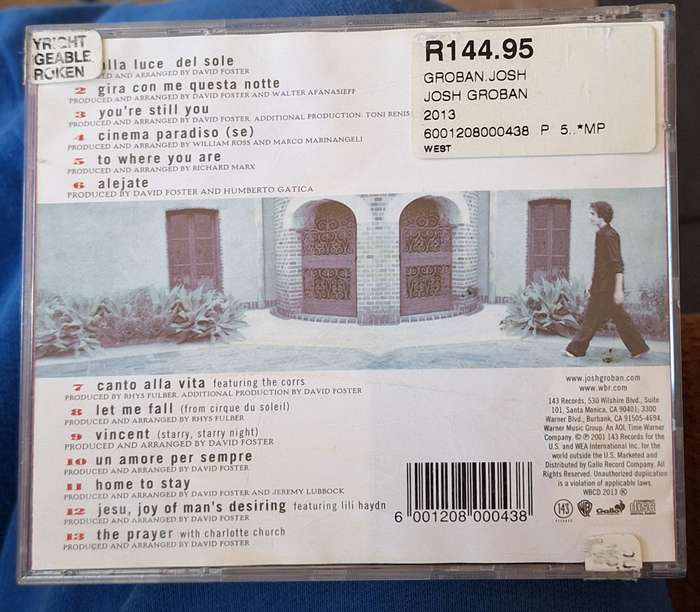 YRIGHT
GEABLE
ROKEN
alla luce del sole
PRODUCED AND ARRANGED BY DAVID FOSTER
2 gira con me questa notte
PRODUCED AND ARRANGED BY DAVID FOSTER and WALTER AFANASIEFF
3 you're still you
PRODUCED AND ARRANGED BY DAVID FOSTER. ADDITIONAL PRODUCTION: TONI RENIS
4 cinema paradiso (se)
PRODUCED AND ARRANGED BY WILLIAM ROSS AND MARCO MARINANGELI
5 to where you are
PRODUCED AND ARRANGED BY RICHARD MARX
6 alejate
PRODUCED BY DAVID FOSTER AND HUMBERTO GATICA
R144.95
GROBAN.JOSH
JOSH GROBAN
2013
6001208000438 P 5..*MP
WEST
7 canto alla vita featuring the corrs
PRODUCED BY RHYS FULBER. ADDITIONAL PRODUCTION BY DAVID FOSTER
8 let me fall (from cirque du soleil)
PRODUCED AND ARRANGED BY RHYS FULBER
9 vincent (starry, starry night)
PRODUCED AND ARRANGED BY DAVID FOSTER
10 un amore per sempre
PRODUCED AND ARRANGED BY DAVID FOSTER
11 home to stay
PRODUCED AND ARRANGED BY DAVID FOSTER AND JEREMY LUBBOCK
12 jesu, joy of man's desiring featuring lili haydn
PRODUCED AND ARRANGED BY DAVID FOSTER
13 the prayer with charlotte church
PRODUCED AND ARRANGED BY DAVID FOSTER
www.joshgroban.com
www.wbr.com
143 Records, 530 Wilshire Blvd., Suite
101, Santa Monica, CA 90401; 3300
Warner Blvd., Burbank, CA 91505-4694.
Warner Music Group. An AOL Time Warner
Company. © ℗ 2001 143 Records for the
U.S. and WEA International Inc. for the
world outside the U.S. Marketed and
Distributed by Gallo Record Company. All
Rights Reserved. Unauthorized duplication
is a violation of applicable laws.
WBCD 2013 ®
6 001208 000438
143
RECORDS
Gallo